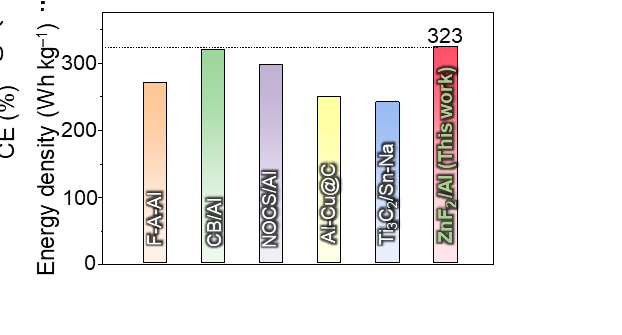 CE (%)
Energy density (Wh kg⁻¹)
300
200
100
0
F-A-Al
CB/Al
NOCS/Al
Al-Cu@C
Ti₃C₂/Sn-Na
ZnF₂/Al (This work)
323